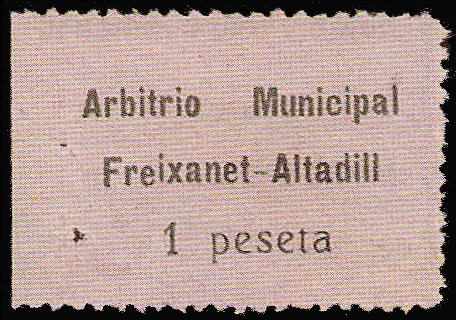 Arbitrio Municipal
Freixanet-Altadill
1 peseta